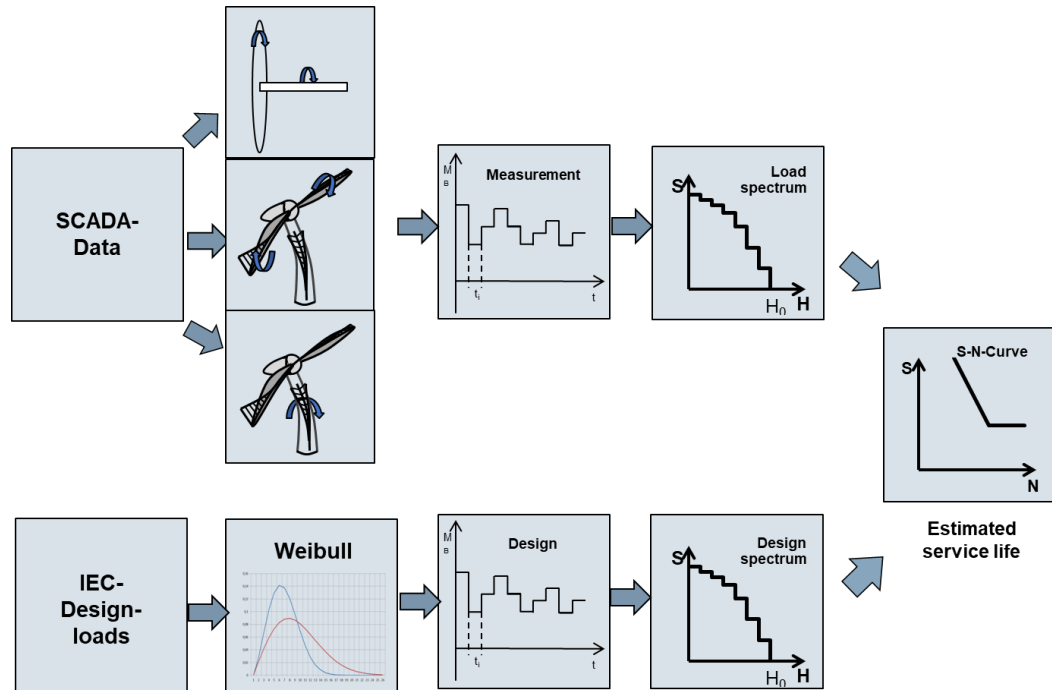 SCADA-
Data
Measurement
M
B
t
i
t
Load
spectrum
S
H
0
H
S-N-Curve
S
N
Estimated
service life
IEC-
Design-
loads
Weibull
Design
M
B
t
i
t
Design
spectrum
S
H
0
H